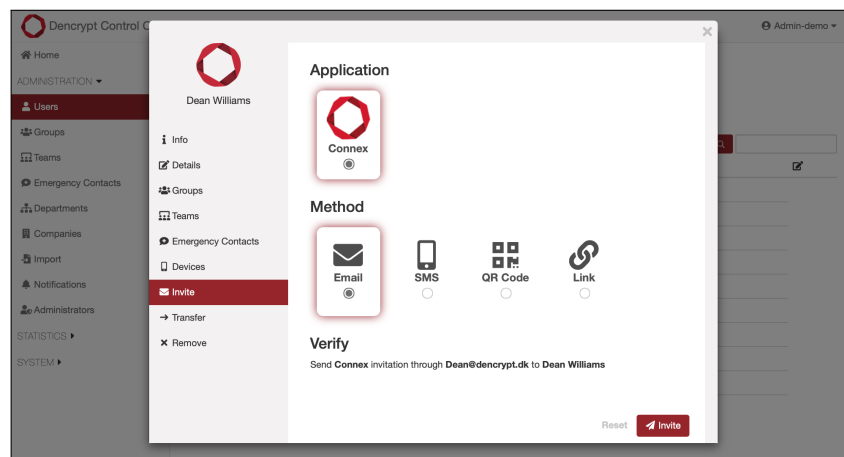 Dencrypt Control C
Admin-demo
Home
ADMINISTRATION
Users
Groups
Teams
Emergency Contacts
Departments
Companies
Import
Notifications
Administrators
STATISTICS
SYSTEM
×
Dean Williams
Info
Details
Groups
Teams
Emergency Contacts
Devices
Invite
Transfer
Remove
Application
Connex
Method
Email SMS QR Code Link
Verify
Send Connex invitation through Dean@dencrypt.dk to Dean Williams
Reset Invite